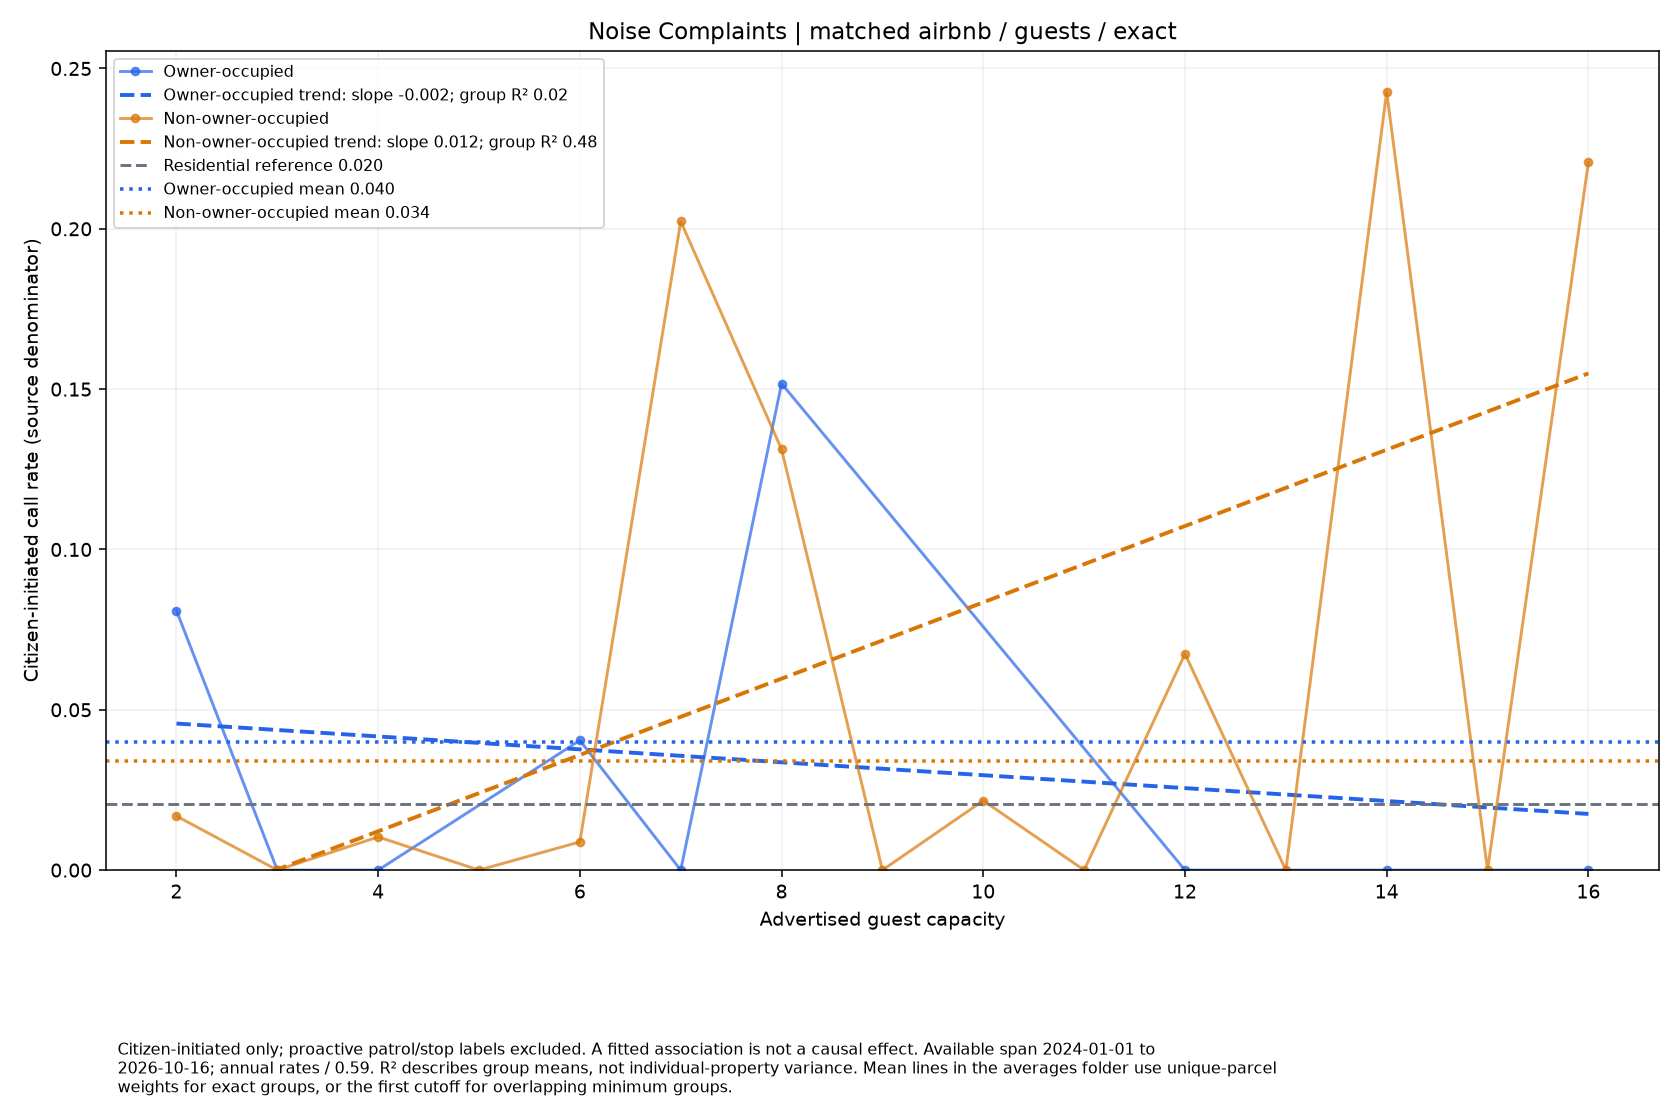 Noise Complaints | matched airbnb / guests / exact
Owner-occupied
Owner-occupied trend: slope -0.002; group R² 0.02
Non-owner-occupied
Non-owner-occupied trend: slope 0.012; group R² 0.48
Residential reference 0.020
Owner-occupied mean 0.040
Non-owner-occupied mean 0.034
Citizen-initiated call rate (source denominator)
0.25
0.20
0.15
0.10
0.05
0.00
2 4 6 8 10 12 14 16
Advertised guest capacity
Citizen-initiated only; proactive patrol/stop labels excluded. A fitted association is not a causal effect. Available span 2024-01-01 to
2026-10-16; annual rates / 0.59. R² describes group means, not individual-property variance. Mean lines in the averages folder use unique-parcel
weights for exact groups, or the first cutoff for overlapping minimum groups.